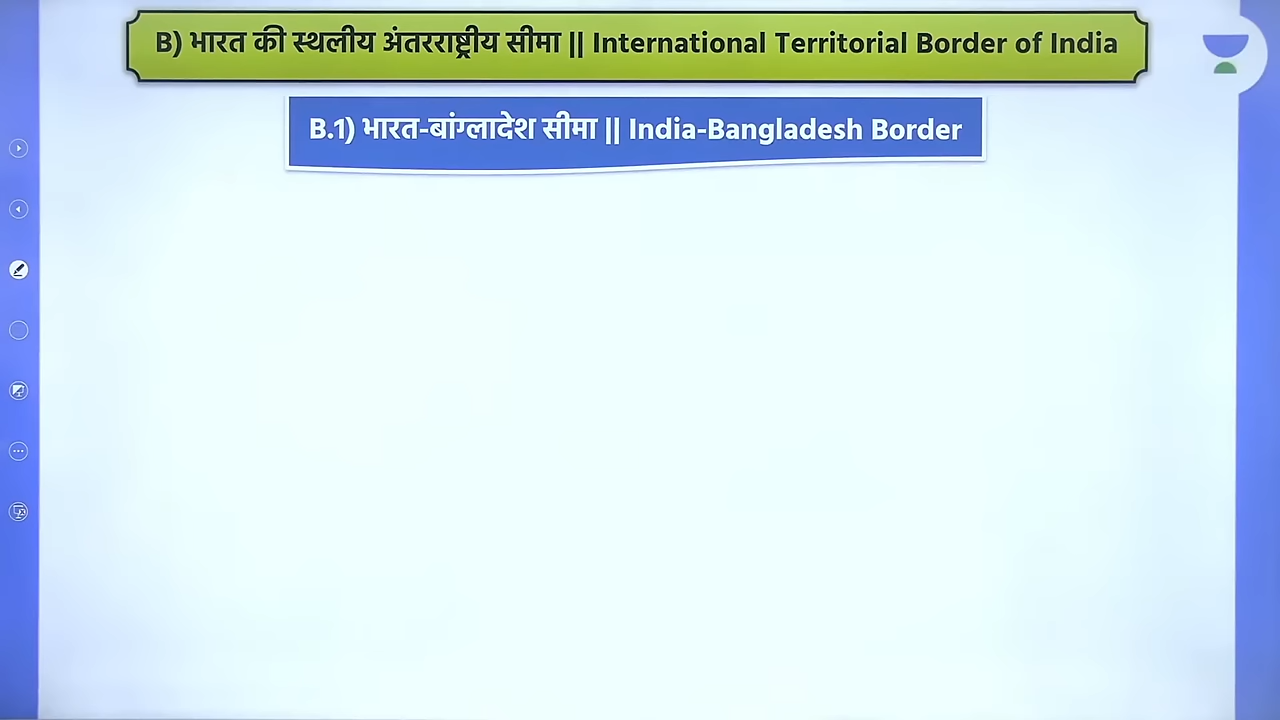 B) भारत की स्थलीय अंतरराष्ट्रीय सीमा || International Territorial Border of India
B.1) भारत-बांग्लादेश सीमा || India-Bangladesh Border